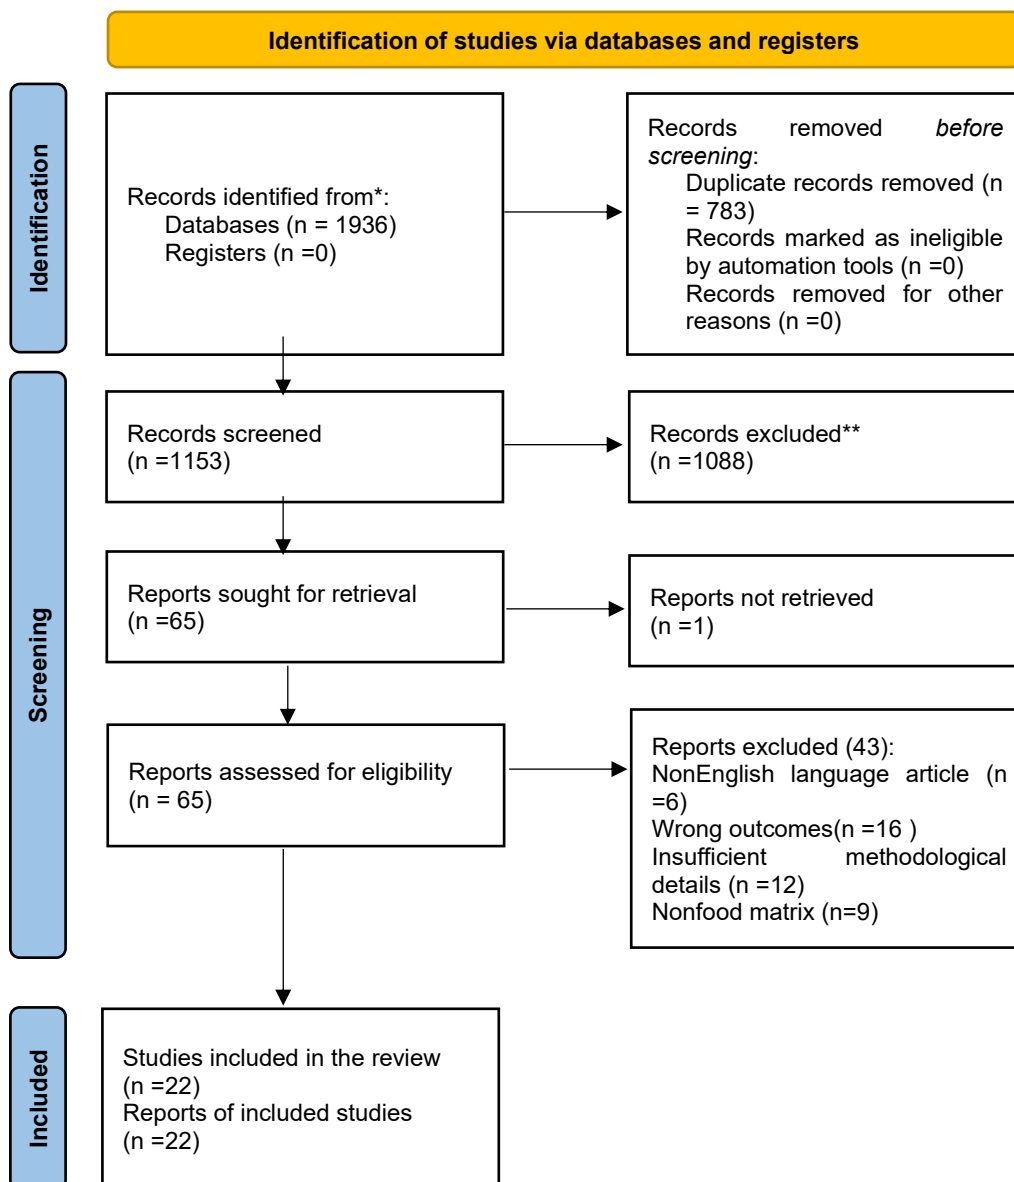 Identification of studies via databases and registers
Identification
Records identified from*:
Databases (n = 1936)
Registers (n =0)
Records removed before
screening:
Duplicate records removed (n
= 783)
Records marked as ineligible
by automation tools (n =0)
Records removed for other
reasons (n =0)
Screening
Records screened
(n =1153)
Records excluded**
(n =1088)
Reports sought for retrieval
(n =65)
Reports not retrieved
(n =1)
Reports assessed for eligibility
(n = 65)
Reports excluded (43):
NonEnglish language article (n
=6)
Wrong outcomes(n =16 )
Insufficient methodological
details (n =12)
Nonfood matrix (n=9)
Included
Studies included in the review
(n =22)
Reports of included studies
(n =22)